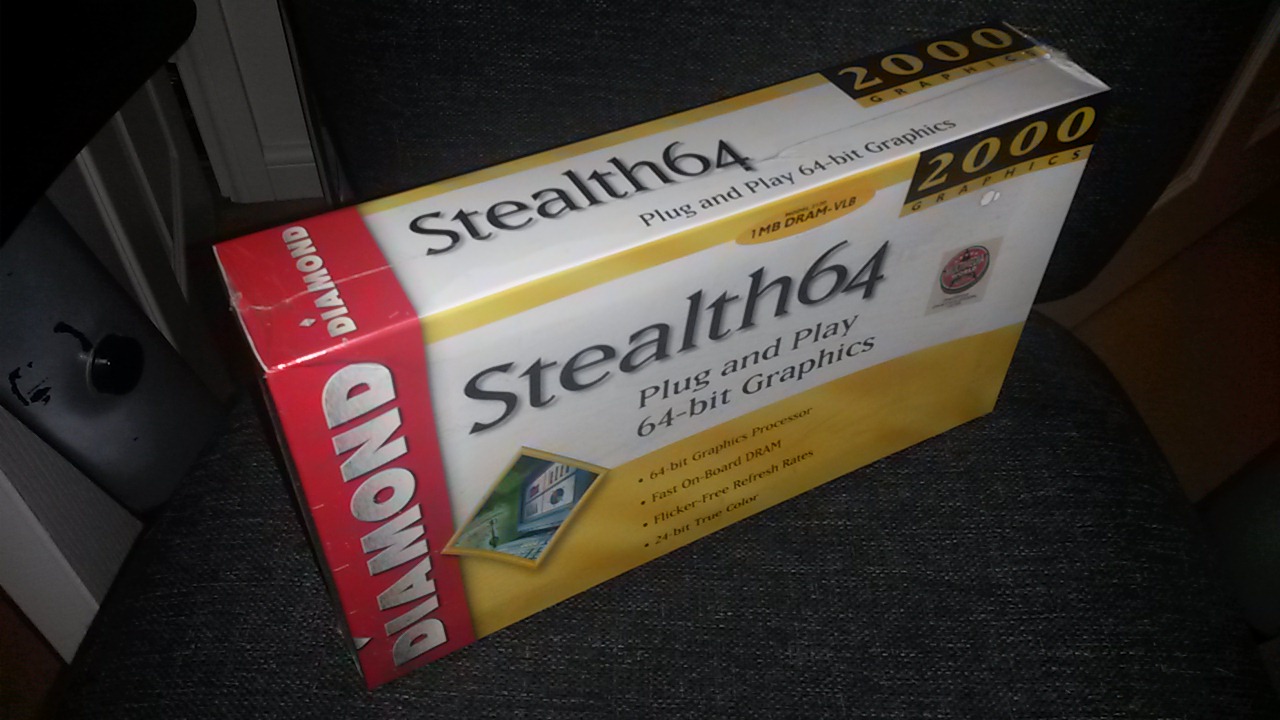 2000
GRAPHICS
Stealth64
Plug and Play 64-bit Graphics
DIAMOND
2000
GRAPHICS
1MB DRAM-VLB
Stealth64
Plug and Play
64-bit Graphics
• 64-bit Graphics Processor
• Fast On-Board DRAM
• Flicker-Free Refresh Rates
• 24-bit True Color
DIAMOND